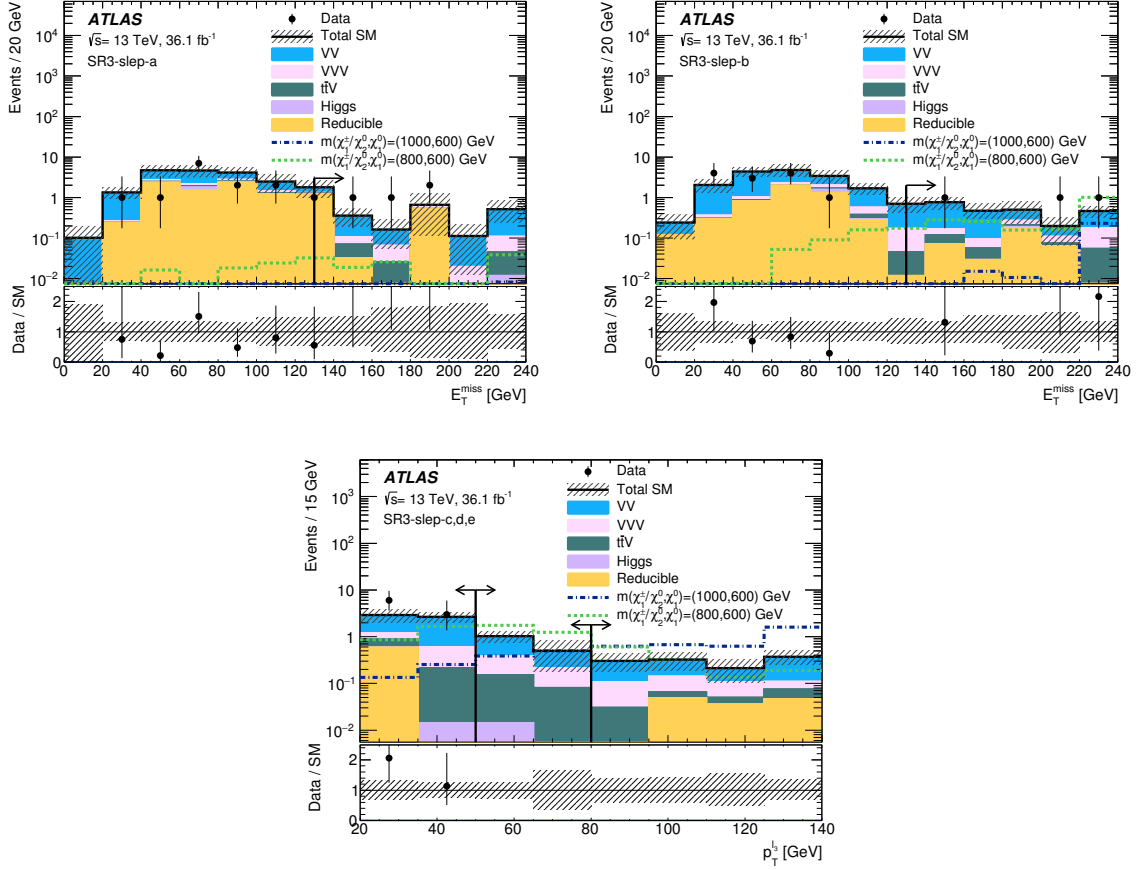 ATLAS
√s= 13 TeV, 36.1 fb⁻¹
SR3-slep-a
Data
Total SM
VV
VVV
tt̄V
Higgs
Reducible
m(χ̃₁±/χ̃₂⁰,χ̃₁⁰)=(1000,600) GeV
m(χ̃₁±/χ̃₂⁰,χ̃₁⁰)=(800,600) GeV
Events / 20 GeV
10⁴
10³
10²
10
1
10⁻¹
10⁻²
Data / SM
2
1
0
0 20 40 60 80 100 120 140 160 180 200 220 240
E_T^miss [GeV]
ATLAS
√s= 13 TeV, 36.1 fb⁻¹
SR3-slep-b
Data
Total SM
VV
VVV
tt̄V
Higgs
Reducible
m(χ̃₁±/χ̃₂⁰,χ̃₁⁰)=(1000,600) GeV
m(χ̃₁±/χ̃₂⁰,χ̃₁⁰)=(800,600) GeV
Events / 20 GeV
10⁴
10³
10²
10
1
10⁻¹
10⁻²
Data / SM
2
1
0
0 20 40 60 80 100 120 140 160 180 200 220 240
E_T^miss [GeV]
ATLAS
√s= 13 TeV, 36.1 fb⁻¹
SR3-slep-c,d,e
Data
Total SM
VV
VVV
tt̄V
Higgs
Reducible
m(χ̃₁±/χ̃₂⁰,χ̃₁⁰)=(1000,600) GeV
m(χ̃₁±/χ̃₂⁰,χ̃₁⁰)=(800,600) GeV
Events / 15 GeV
10³
10²
10
1
10⁻¹
10⁻²
Data / SM
2
1
0
20 40 60 80 100 120 140
p_T^l₃ [GeV]